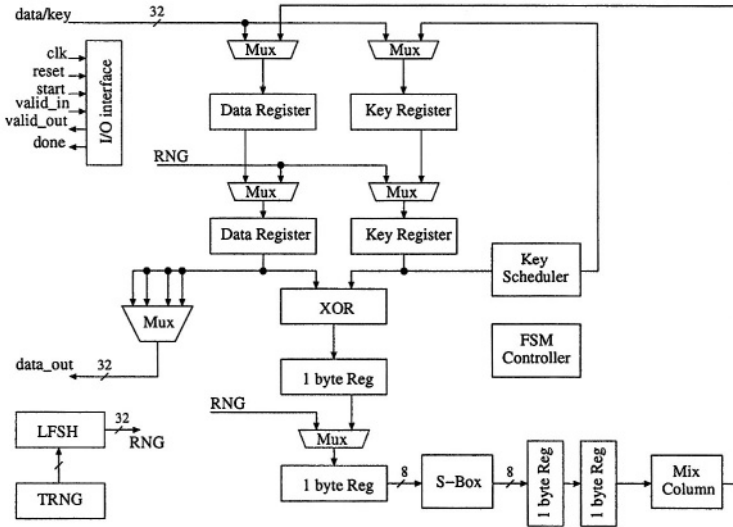 data/key 32
Mux Mux
clk
reset
start
valid_in
valid_out
done
I/O interface
Data Register Key Register
RNG
Mux Mux
Data Register Key Register
Key
Scheduler
XOR
Mux
FSM
Controller
data_out 32
1 byte Reg
RNG
LFSH 32
RNG
Mux
TRNG
1 byte Reg 8 S-Box 8 1 byte Reg 1 byte Reg Mix
Column